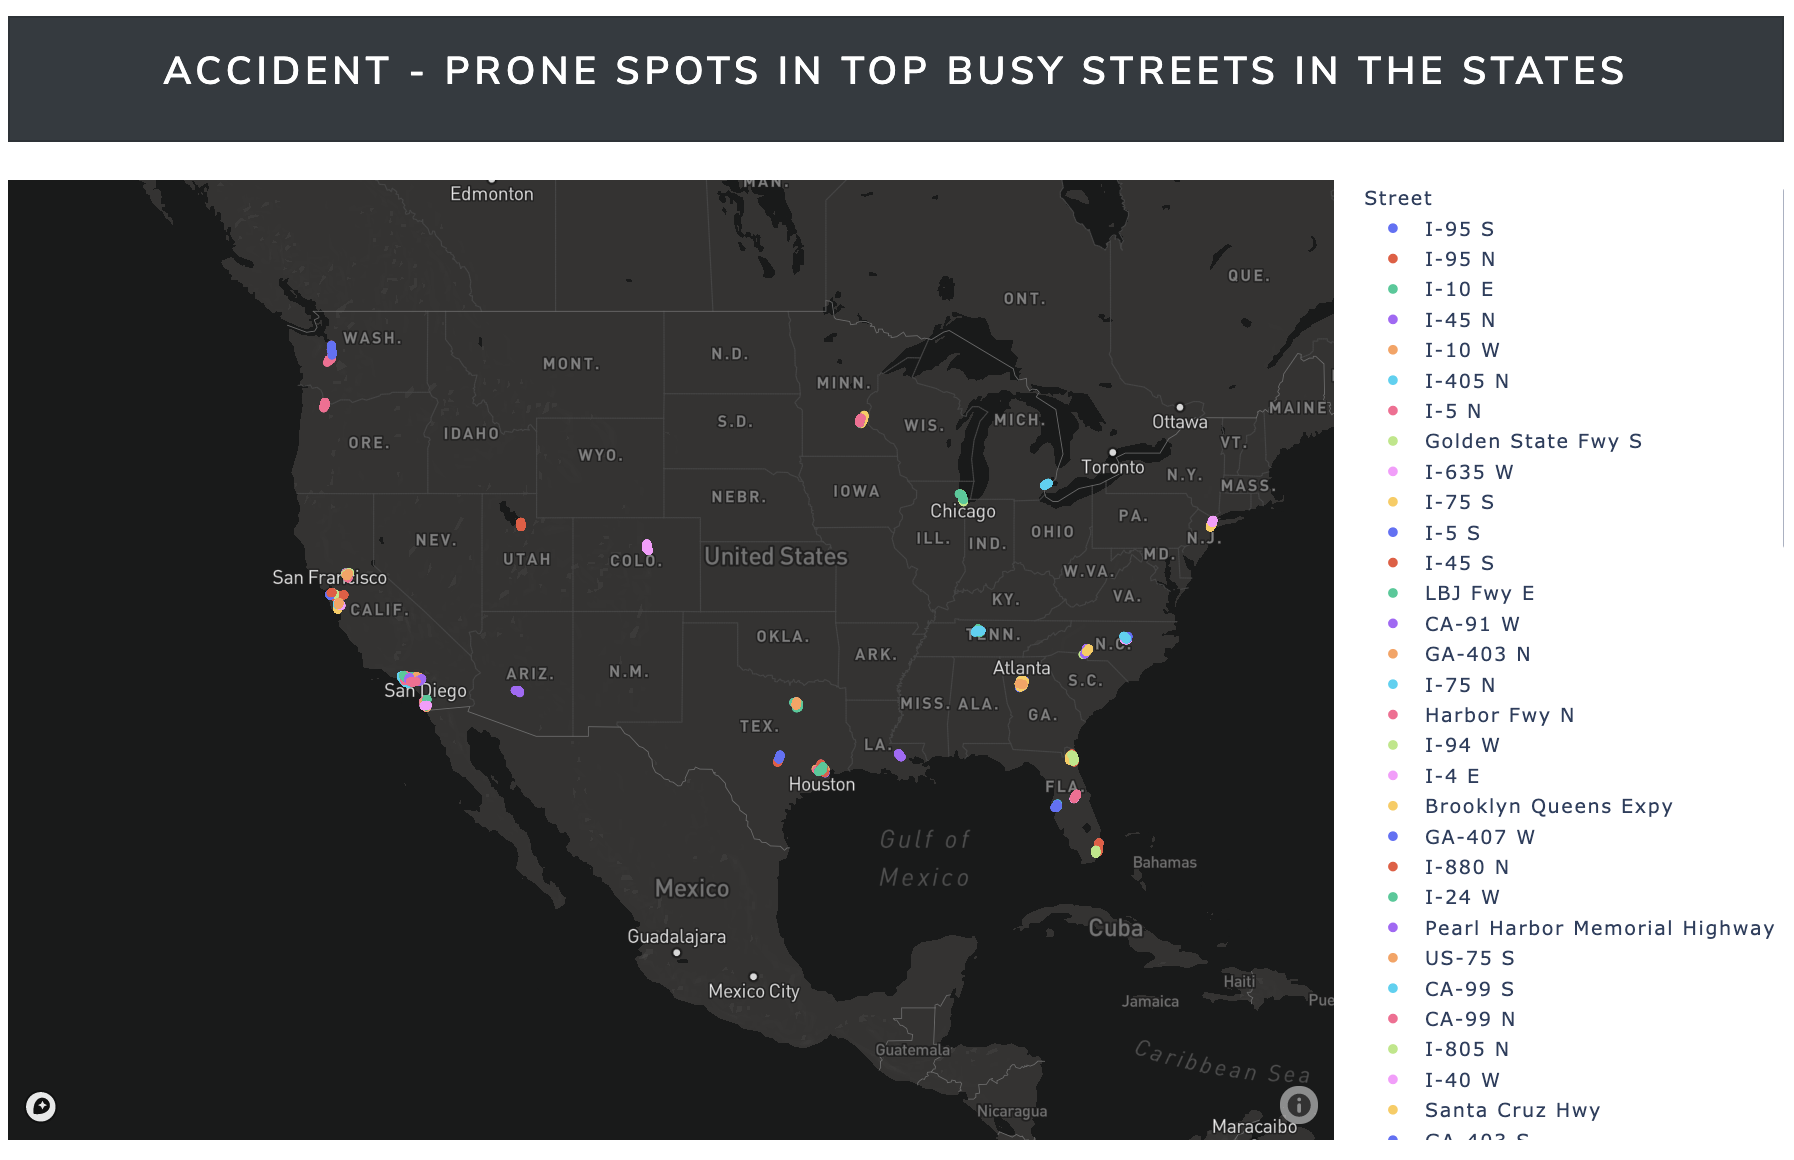 ACCIDENT - PRONE SPOTS IN TOP BUSY STREETS IN THE STATES
Edmonton
MAN.
QUE.
ONT.
WASH.
MONT.
N.D.
MINN.
Ottawa
MAINE
ORE.
IDAHO
S.D.
WIS.
MICH.
VT.
WYO.
Toronto
N.Y.
MASS.
NEBR.
IOWA
Chicago
PA.
NEV.
UTAH
COLO.
United States
ILL.
IND.
OHIO
N.J.
MD.
San Francisco
CALIF.
W.VA.
KY.
VA.
OKLA.
TENN.
N.C.
ARK.
Atlanta
San Diego
ARIZ.
N.M.
S.C.
TEX.
MISS.
ALA.
GA.
LA.
Houston
FLA.
Gulf of
Mexico
Bahamas
Mexico
Cuba
Guadalajara
Mexico City
Haiti
Jamaica
Pue
Guatemala
Caribbean Sea
Nicaragua
Maracaibo
Street
I-95 S
I-95 N
I-10 E
I-45 N
I-10 W
I-405 N
I-5 N
Golden State Fwy S
I-635 W
I-75 S
I-5 S
I-45 S
LBJ Fwy E
CA-91 W
GA-403 N
I-75 N
Harbor Fwy N
I-94 W
I-4 E
Brooklyn Queens Expy
GA-407 W
I-880 N
I-24 W
Pearl Harbor Memorial Highway
US-75 S
CA-99 S
CA-99 N
I-805 N
I-40 W
Santa Cruz Hwy